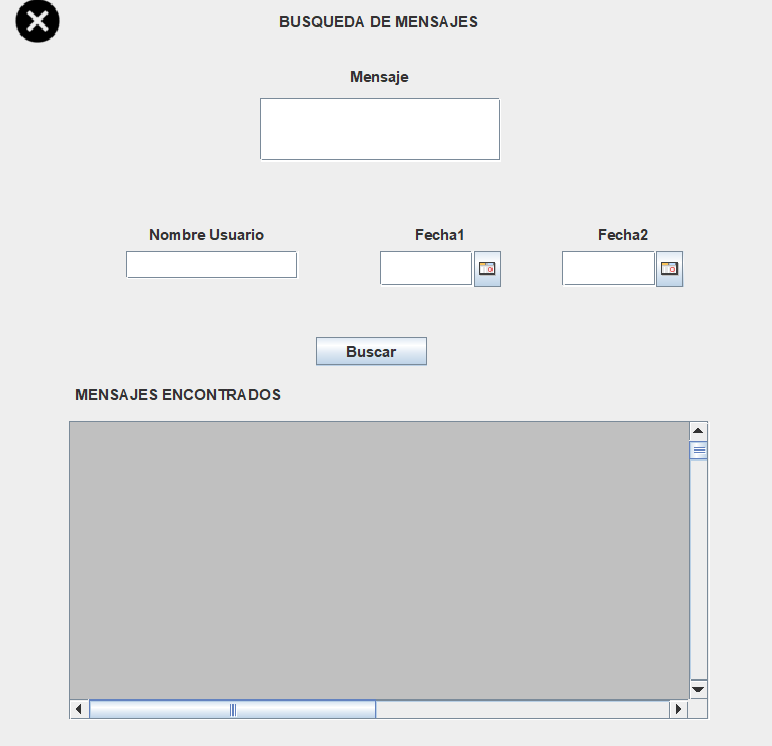 BUSQUEDA DE MENSAJES
Mensaje
Nombre Usuario
Fecha1
Fecha2
Buscar
MENSAJES ENCONTRADOS